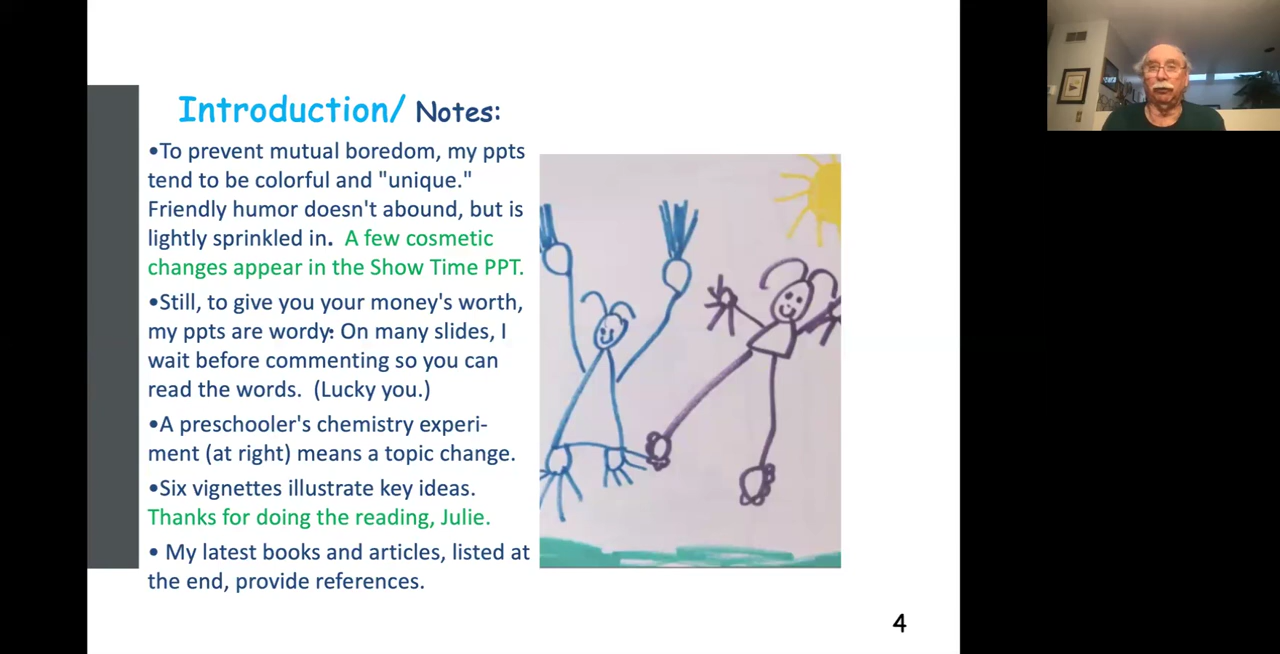 Introduction/ Notes:
•To prevent mutual boredom, my ppts
tend to be colorful and "unique."
Friendly humor doesn't abound, but is
lightly sprinkled in. A few cosmetic
changes appear in the Show Time PPT.
•Still, to give you your money's worth,
my ppts are wordy: On many slides, I
wait before commenting so you can
read the words. (Lucky you.)
•A preschooler's chemistry experi-
ment (at right) means a topic change.
•Six vignettes illustrate key ideas.
Thanks for doing the reading, Julie.
• My latest books and articles, listed at
the end, provide references.
4